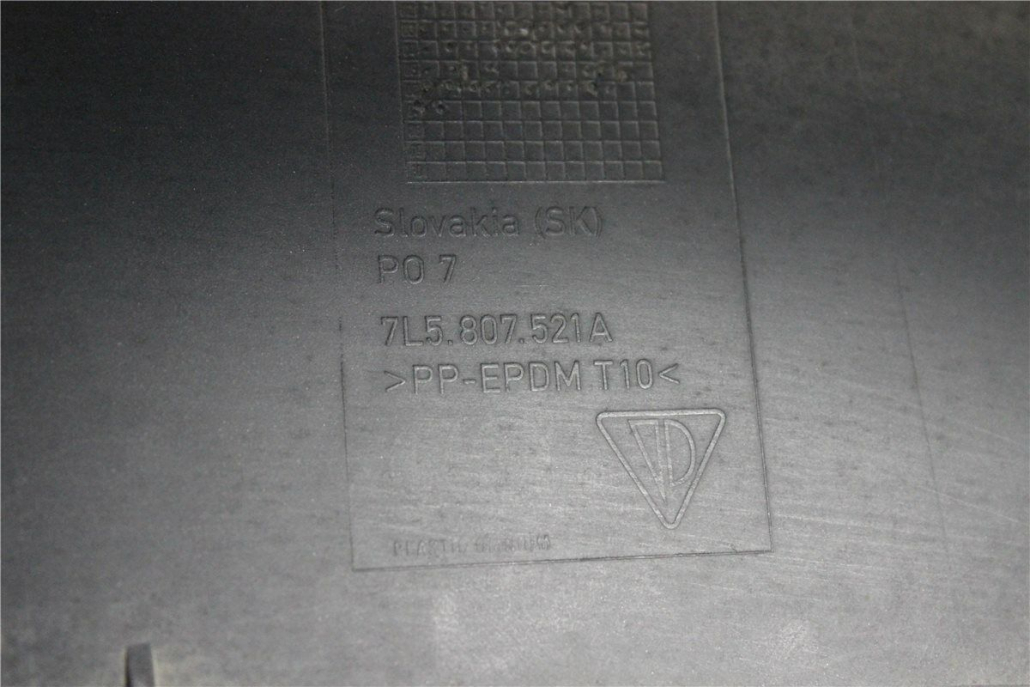 Slovakia (SK)
PO 7
7L5.807.521A
>PP-EPDM T10<